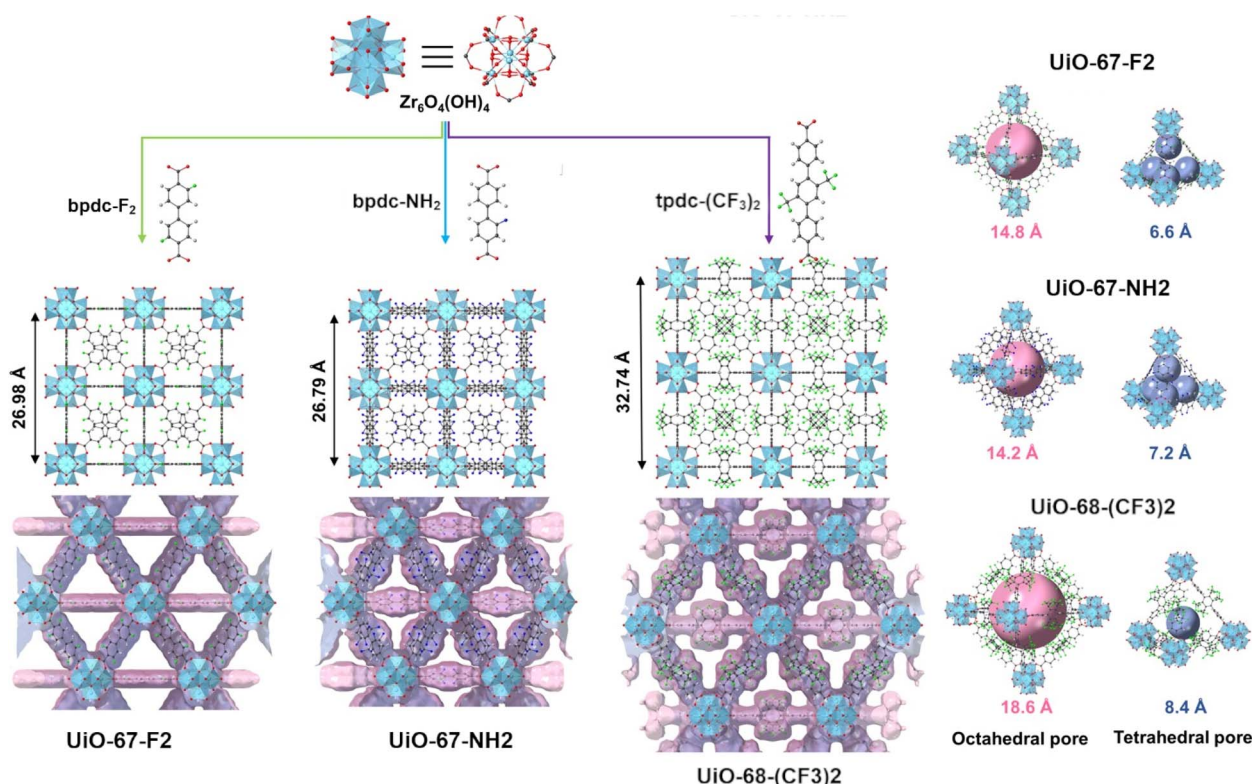 Zr6O4(OH)4
bpdc-F2
bpdc-NH2
tpdc-(CF3)2
26.98 Å
26.79 Å
32.74 Å
UiO-67-F2
UiO-67-NH2
UiO-68-(CF3)2
UiO-67-F2
14.8 Å
6.6 Å
UiO-67-NH2
14.2 Å
7.2 Å
UiO-68-(CF3)2
18.6 Å
8.4 Å
Octahedral pore
Tetrahedral pore